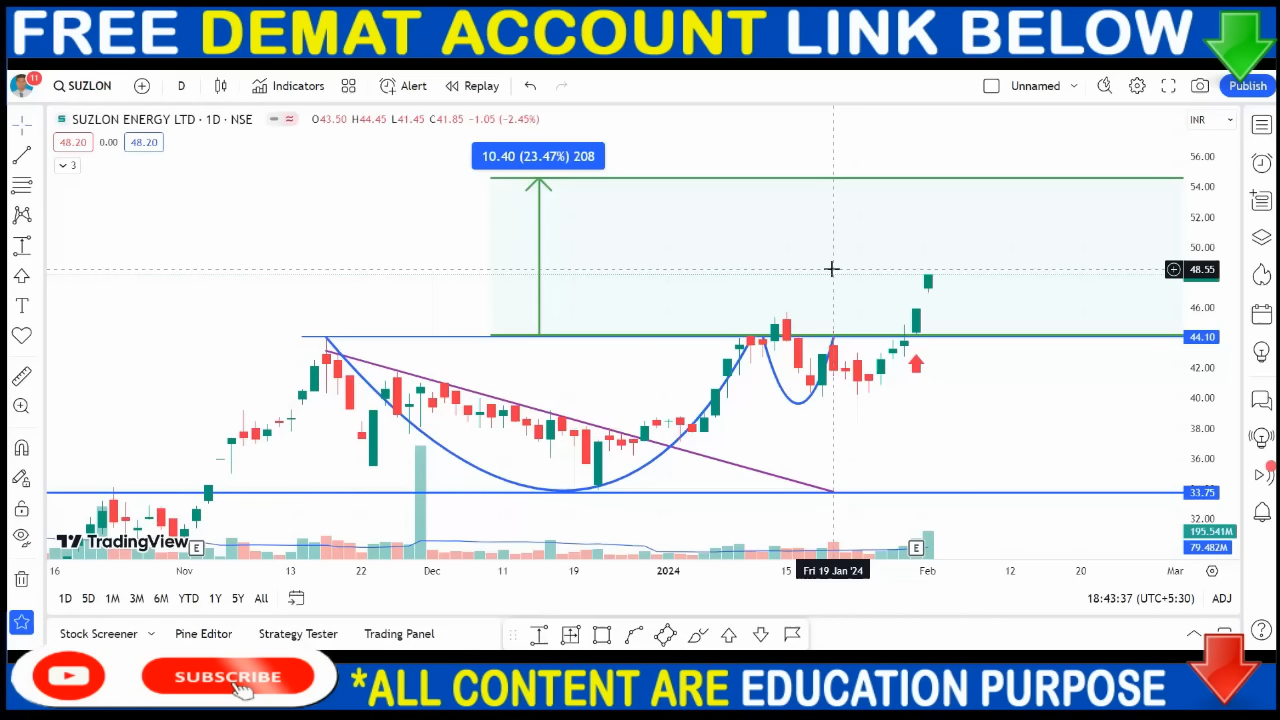 FREE DEMAT ACCOUNT LINK BELOW
11 SUZLON D Indicators Alert Replay Unnamed Publish
SUZLON ENERGY LTD · 1D · NSE O43.50 H44.45 L41.45 C41.85 −1.05 (−2.45%) INR
48.20 0.00 48.20
3
10.40 (23.47%) 208
56.00
54.00
52.00
50.00
48.55
46.00
44.10
42.00
40.00
38.00
36.00
33.75
32.00
195.541M
79.482M
TradingView
E E
16 Nov 13 22 Dec 11 19 2024 15 Fri 19 Jan '24 Feb 12 20 Mar
1D 5D 1M 3M 6M YTD 1Y 5Y All 18:43:37 (UTC+5:30) ADJ
Stock Screener Pine Editor Strategy Tester Trading Panel
SUBSCRIBE
*ALL CONTENT ARE EDUCATION PURPOSE